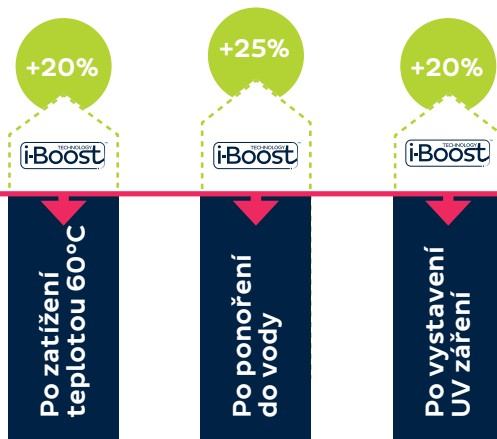 +20%
+25%
+20%
TECHNOLOGY
i-Boost
TECHNOLOGY
i-Boost
TECHNOLOGY
i-Boost
Po zatížení
teplotou 60°C
Po ponoření
do vody
Po vystavení
UV záření